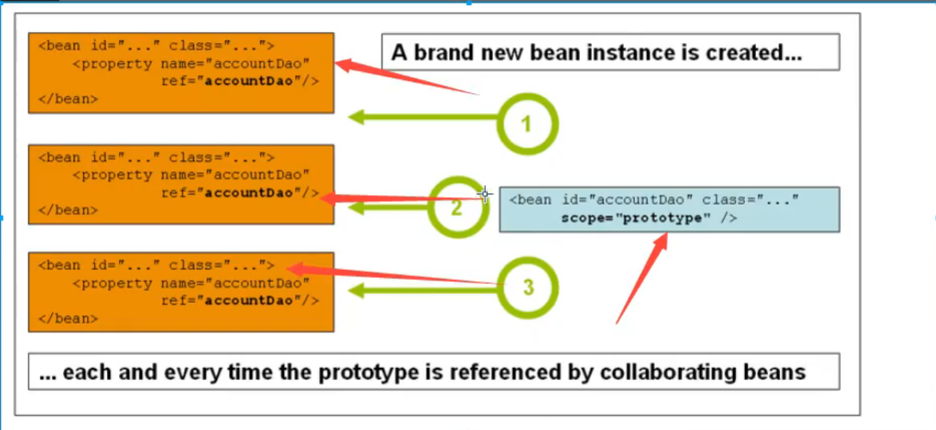 <bean id="..." class="...">
<property name="accountDao"
ref="accountDao"/>
</bean>
A brand new bean instance is created...
1
<bean id="..." class="...">
<property name="accountDao"
ref="accountDao"/>
</bean>
2
<bean id="accountDao" class="..."
scope="prototype" />
<bean id="..." class="...">
<property name="accountDao"
ref="accountDao"/>
</bean>
3
... each and every time the prototype is referenced by collaborating beans